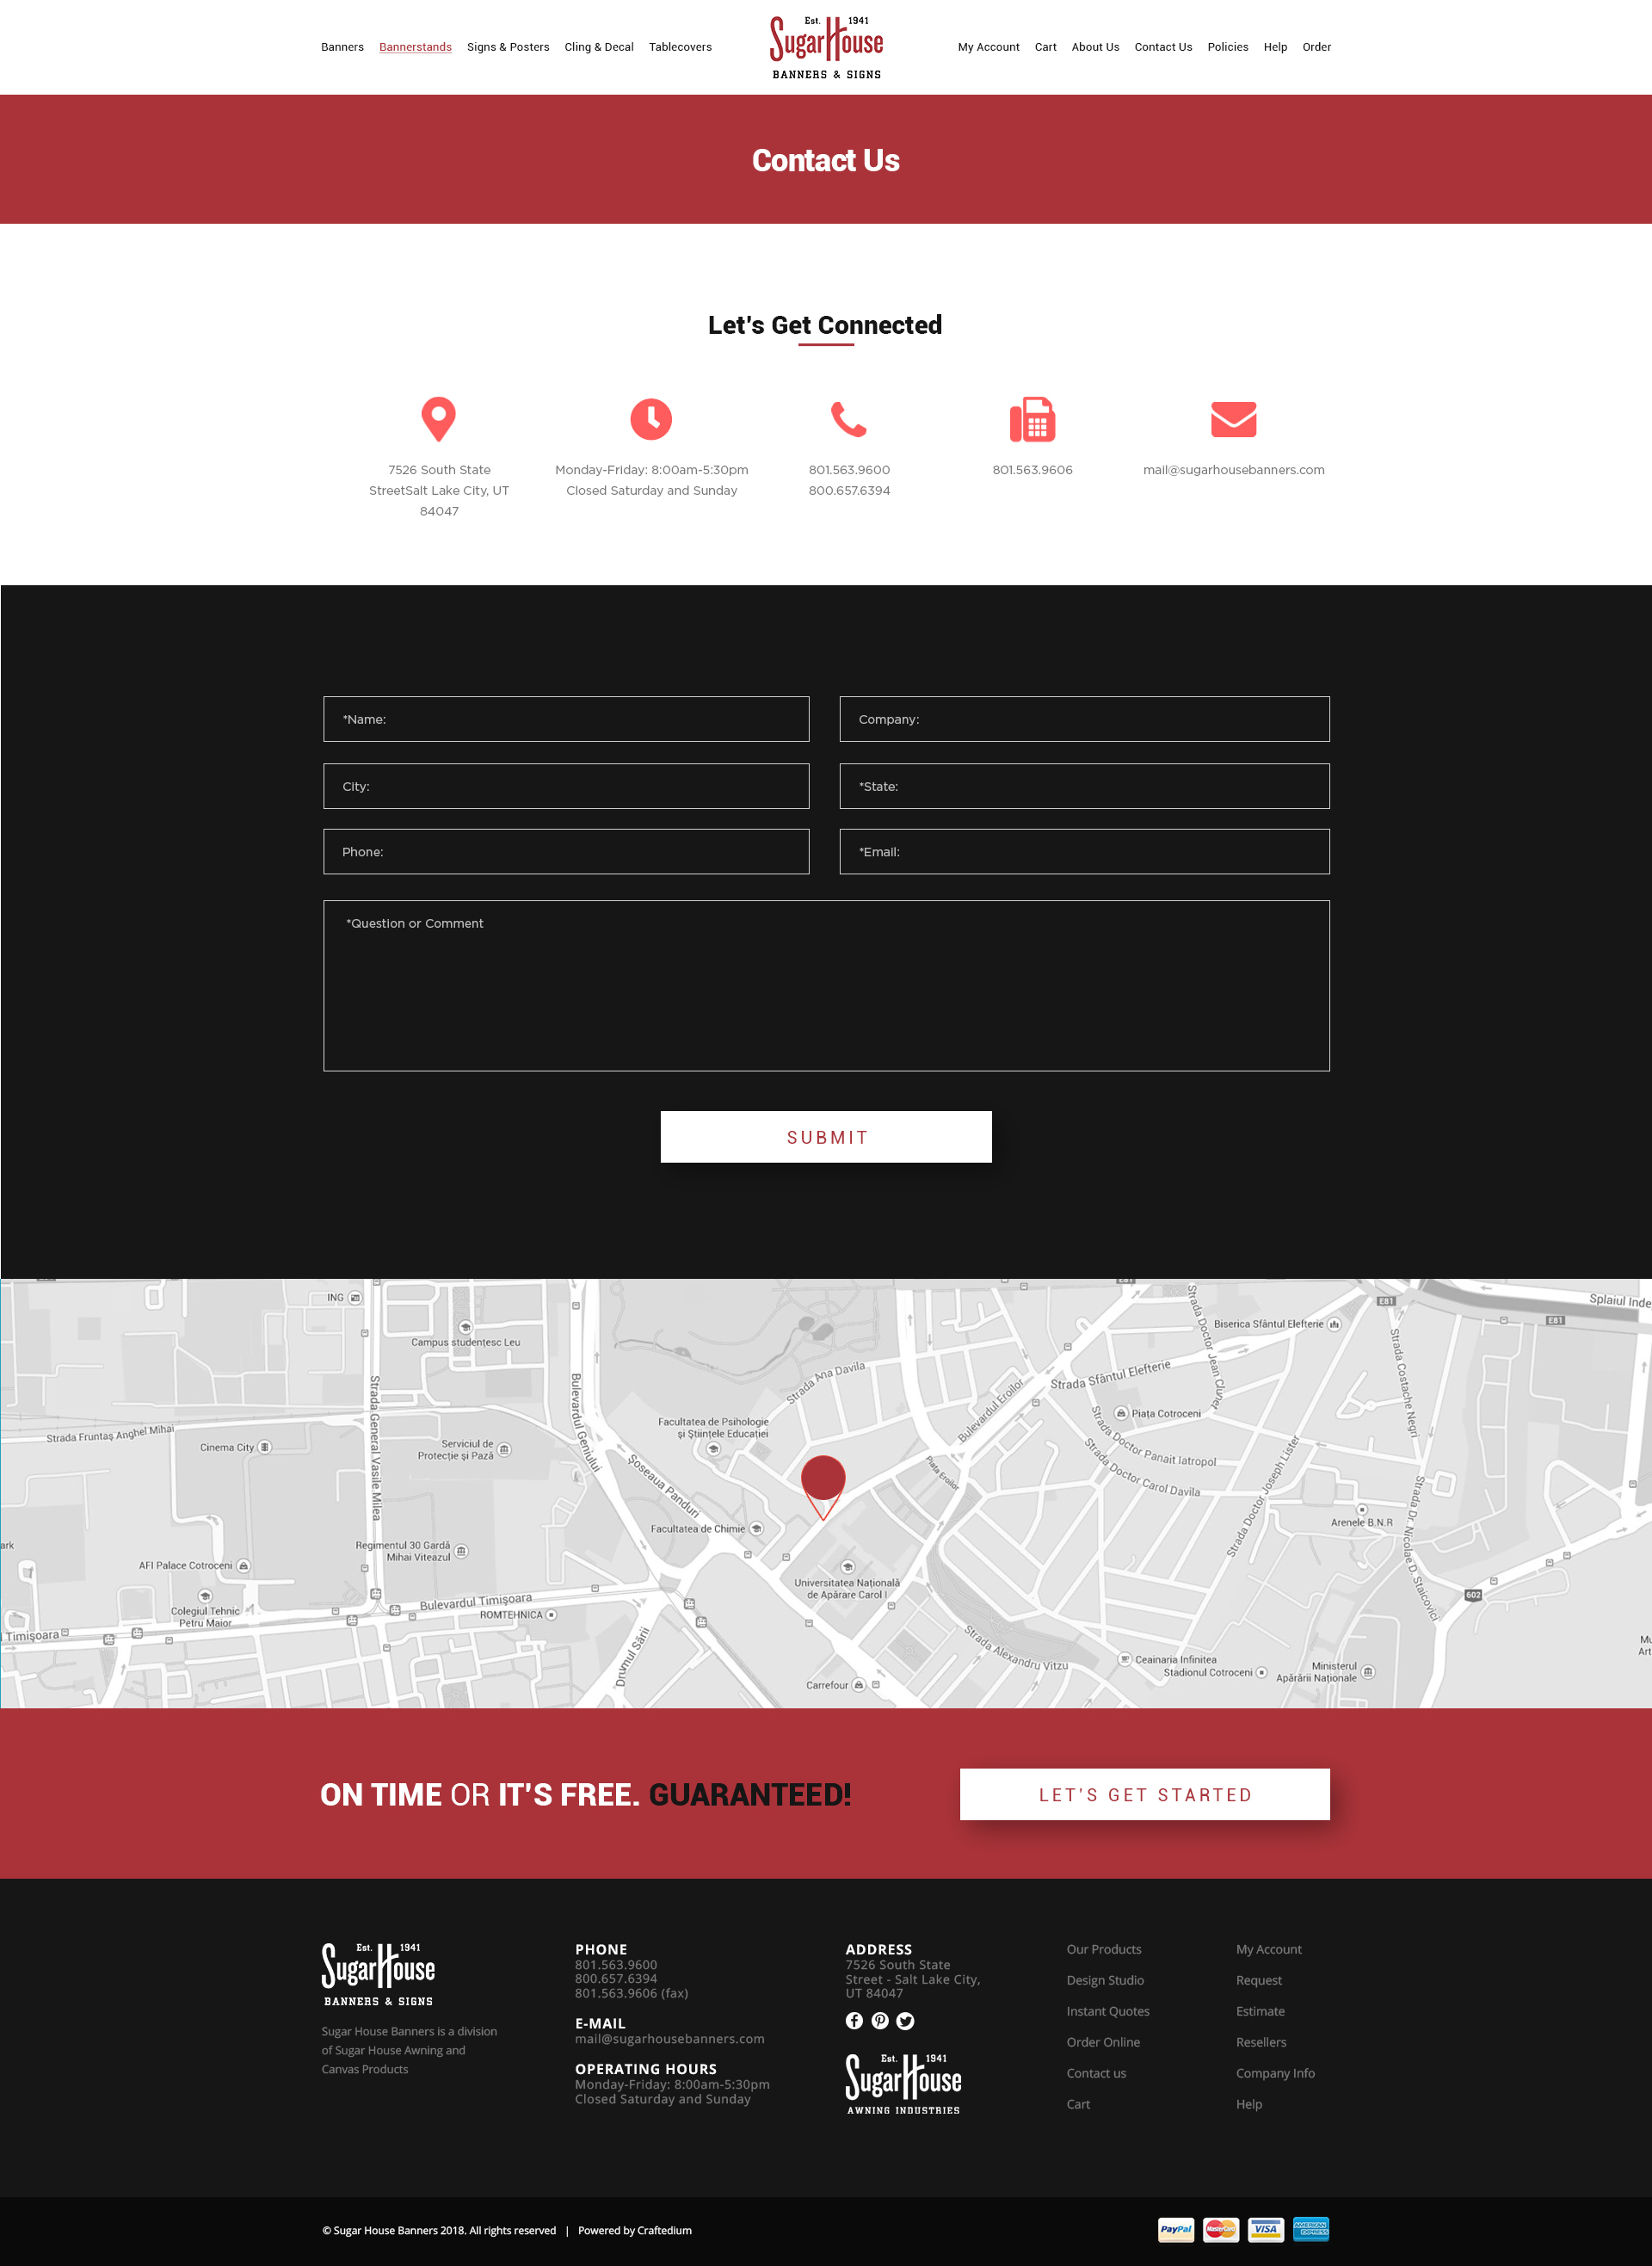 Banners Bannerstands Signs & Posters Cling & Decal Tablecovers
Est. 1941
SugarHouse
BANNERS & SIGNS
My Account Cart About Us Contact Us Policies Help Order
Contact Us
Let's Get Connected
7526 South State
StreetSalt Lake City, UT
84047
Monday-Friday: 8:00am-5:30pm
Closed Saturday and Sunday
801.563.9600
800.657.6394
801.563.9606
mail@sugarhousebanners.com
*Name:
Company:
City:
*State:
Phone:
*Email:
*Question or Comment
SUBMIT
ING
Campus studențesc Leu
Strada General Vasile Milea
Bulevardul Geniului
Strada Ana Davila
Bulevardul Eroilor
Strada Sfântul Elefterie
Strada Doctor Jean Clunet
Biserica Sfântul Elefterie
E81
Splaiul Inde
E81
Strada Costache Negri
Strada Fruntaș Anghel Mihai
Cinema City
Serviciul de
Protecție și Pază
Facultatea de Psihologie
și Științele Educației
Șoseaua Panduri
Piața Eroilor
Piața Cotroceni
Strada Doctor Panait Iatropol
Strada Doctor Carol Davila
Strada Doctor Joseph Lister
Strada Dr. Nicolae D. Staicovici
Arenele B.N.R
ark
AFI Palace Cotroceni
Regimentul 30 Gardă
Mihai Viteazul
Facultatea de Chimie
Universitatea Națională
de Apărare Carol I
602
Colegiul Tehnic
Petru Maior
Bulevardul Timișoara
ROMTEHNICA
Timișoara
Drumul Sării
Strada Alexandru Vitzu
Ceainaria Infinitea
Stadionul Cotroceni
Ministerul
Apărării Naționale
Carrefour
Mu
Art
ON TIME OR IT'S FREE. GUARANTEED!
LET'S GET STARTED
Est. 1941
SugarHouse
BANNERS & SIGNS
Sugar House Banners is a division
of Sugar House Awning and
Canvas Products
PHONE
801.563.9600
800.657.6394
801.563.9606 (fax)
E-MAIL
mail@sugarhousebanners.com
OPERATING HOURS
Monday-Friday: 8:00am-5:30pm
Closed Saturday and Sunday
ADDRESS
7526 South State
Street - Salt Lake City,
UT 84047
Est. 1941
SugarHouse
AWNING INDUSTRIES
Our Products
Design Studio
Instant Quotes
Order Online
Contact us
Cart
My Account
Request
Estimate
Resellers
Company Info
Help
© Sugar House Banners 2018. All rights reserved | Powered by Craftedium
PayPal MasterCard VISA AMERICAN EXPRESS